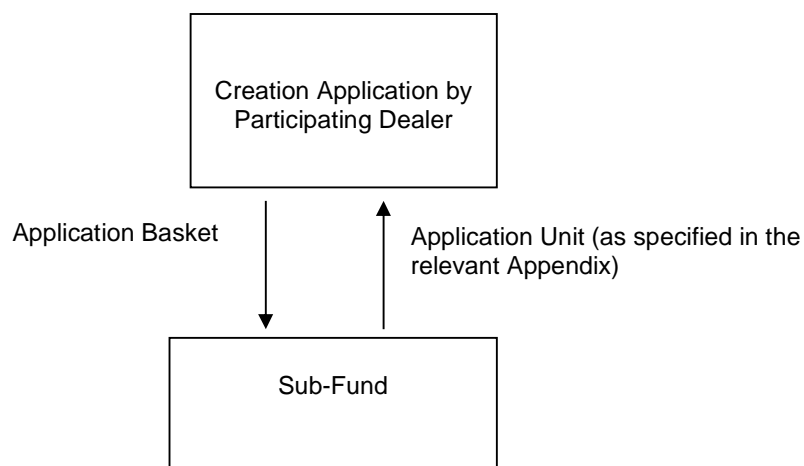 Creation Application by
Participating Dealer
Application Basket
Application Unit (as specified in the
relevant Appendix)
Sub-Fund